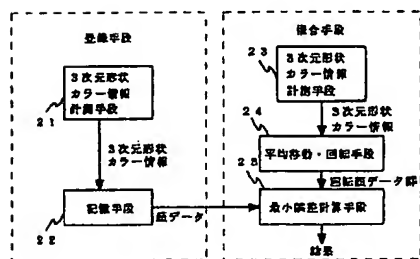 登録手段
3次元形状
カラー情報
計測手段
21
3次元形状
カラー情報
記憶手段
22
顔データ
照合手段
23
3次元形状
カラー情報
計測手段
3次元形状
カラー情報
24
平均移動・回転手段
25
回転顔データ群
最小誤差計算手段
結果